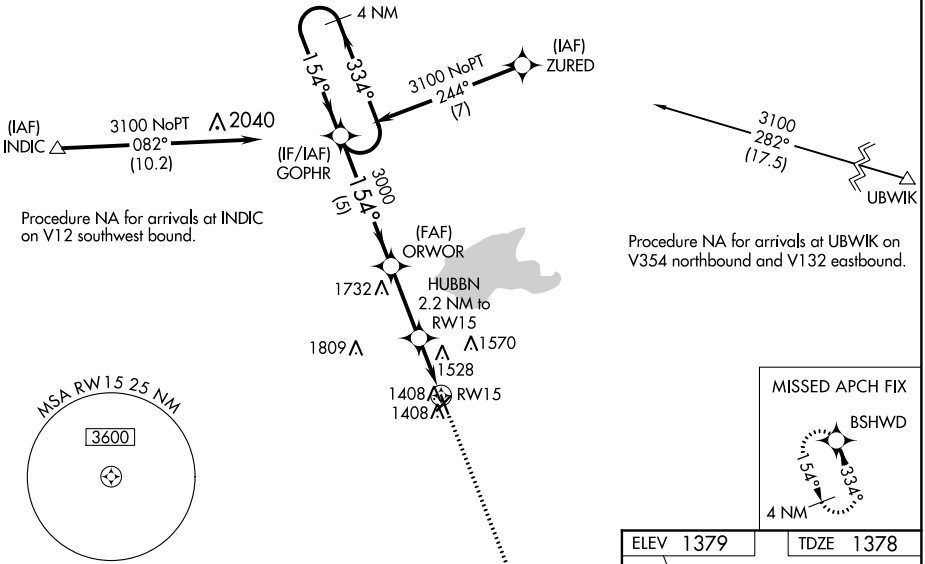 4 NM
154°
334°
(IAF)
ZURED
3100 NoPT
244°
(7)
(IAF)
INDIC
3100 NoPT
082°
(10.2)
2040
(IF/IAF)
GOPHR
3000
154°
(5)
3100
282°
(17.5)
UBWIK
Procedure NA for arrivals at INDIC
on V12 southwest bound.
Procedure NA for arrivals at UBWIK on
V354 northbound and V132 eastbound.
(FAF)
ORWOR
1732
HUBBN
2.2 NM to
RW15
1809
1570
1528
1408
RW15
1408
MSA RW15 25 NM
3600
MISSED APCH FIX
BSHWD
154°
334°
4 NM
ELEV 1379
TDZE 1378